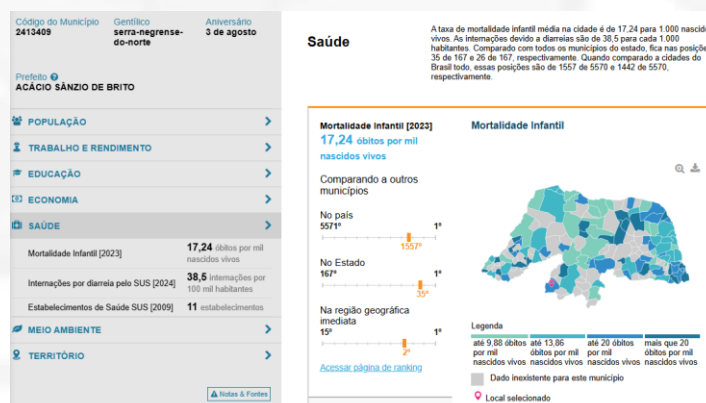 Código do Município
2413409
Gentílico
serra-negrense-
do-norte
Aniversário
3 de agosto
Prefeito
ACÁCIO SÂNZIO DE
BRITO
POPULAÇÃO
TRABALHO E RENDIMENTO
EDUCAÇÃO
ECONOMIA
SAÚDE
Mortalidade Infantil [2023]
17,24 óbitos por mil
nascidos vivos
Internações por diarreia pelo SUS [2024]
38,5 internações por
100 mil habitantes
Estabelecimentos de Saúde SUS [2009]
11 estabelecimentos
MEIO AMBIENTE
TERRITÓRIO
Notas & Fontes
Saúde
A taxa de mortalidade infantil média na cidade é de 17,24 para 1.000 nascido
vivos. As internações devido a diarreias são de 38,5 para cada 1.000
habitantes. Comparado com todos os municípios do estado, fica nas posiçõe
35 de 167 e 26 de 167, respectivamente. Quando comparado a cidades do
Brasil todo, essas posições são de 1557 de 5570 e 1442 de 5570,
respectivamente.
Mortalidade Infantil [2023]
17,24 óbitos por mil
nascidos vivos
Comparando a outros
municípios
No país
5571º 1º
1557º
No Estado
167º 1º
35º
Na região geográfica
imediata
15º 1º
2º
Acessar página de ranking
Mortalidade Infantil
Legenda
até 9,88 óbitos
por mil
nascidos vivos
até 13,86
óbitos por mil
nascidos vivos
até 20 óbitos
por mil
nascidos vivos
mais que 20
óbitos por mil
nascidos vivos
Dado inexistente para este município
Local selecionado